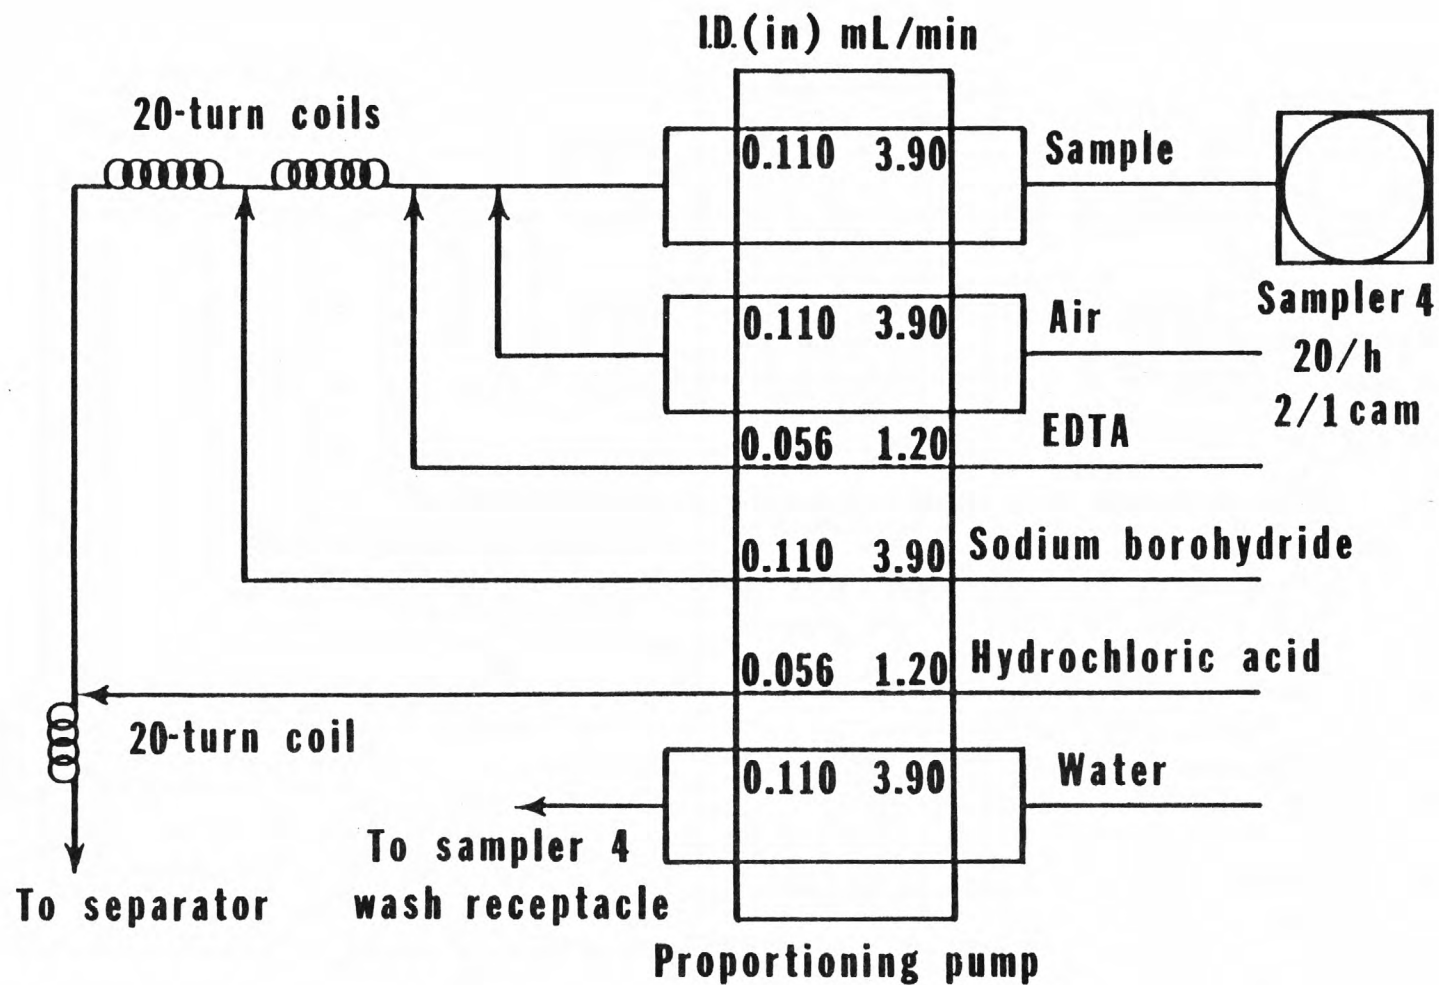 I.D.(in) mL/min
20-turn coils
0.110 3.90 Sample
Sampler 4
20/h
2/1 cam
0.110 3.90 Air
0.056 1.20 EDTA
0.110 3.90 Sodium borohydride
0.056 1.20 Hydrochloric acid
20-turn coil
0.110 3.90 Water
To sampler 4
wash receptacle
To separator
Proportioning pump